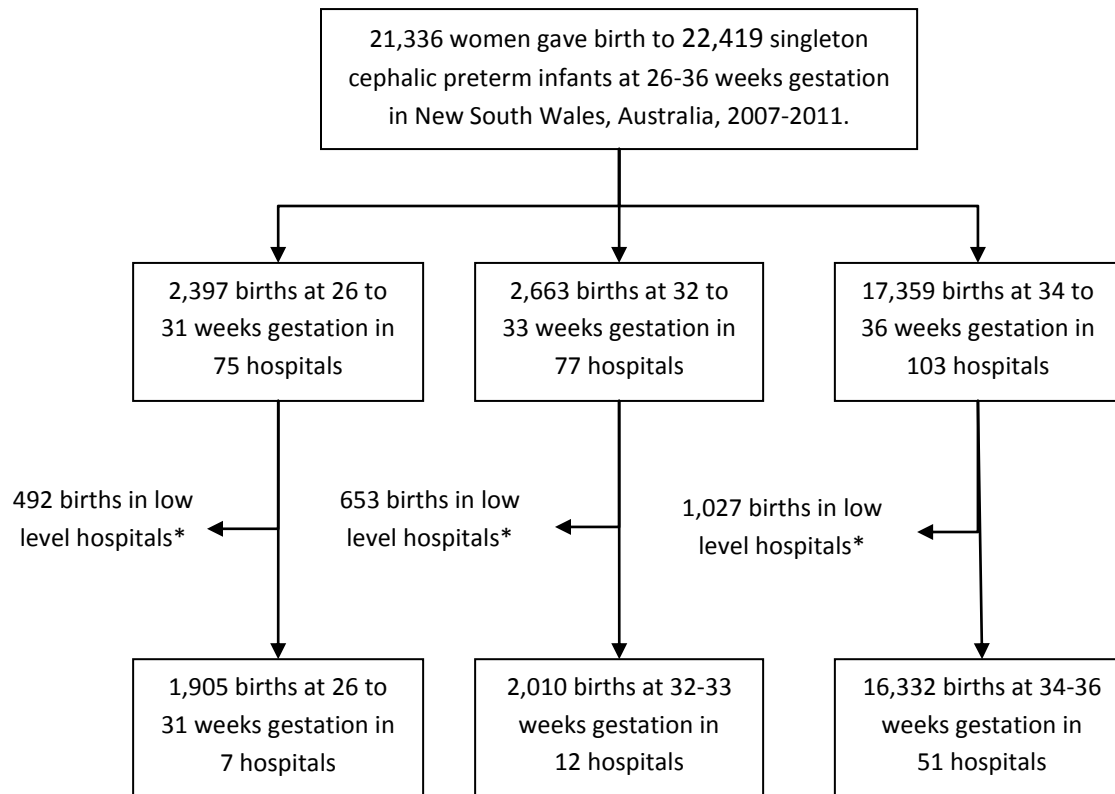 21,336 women gave birth to 22,419 singleton
cephalic preterm infants at 26-36 weeks gestation
in New South Wales, Australia, 2007-2011.
2,397 births at 26 to
31 weeks gestation in
75 hospitals
2,663 births at 32 to
33 weeks gestation in
77 hospitals
17,359 births at 34 to
36 weeks gestation in
103 hospitals
492 births in low
level hospitals*
653 births in low
level hospitals*
1,027 births in low
level hospitals*
1,905 births at 26 to
31 weeks gestation in
7 hospitals
2,010 births at 32-33
weeks gestation in
12 hospitals
16,332 births at 34-36
weeks gestation in
51 hospitals